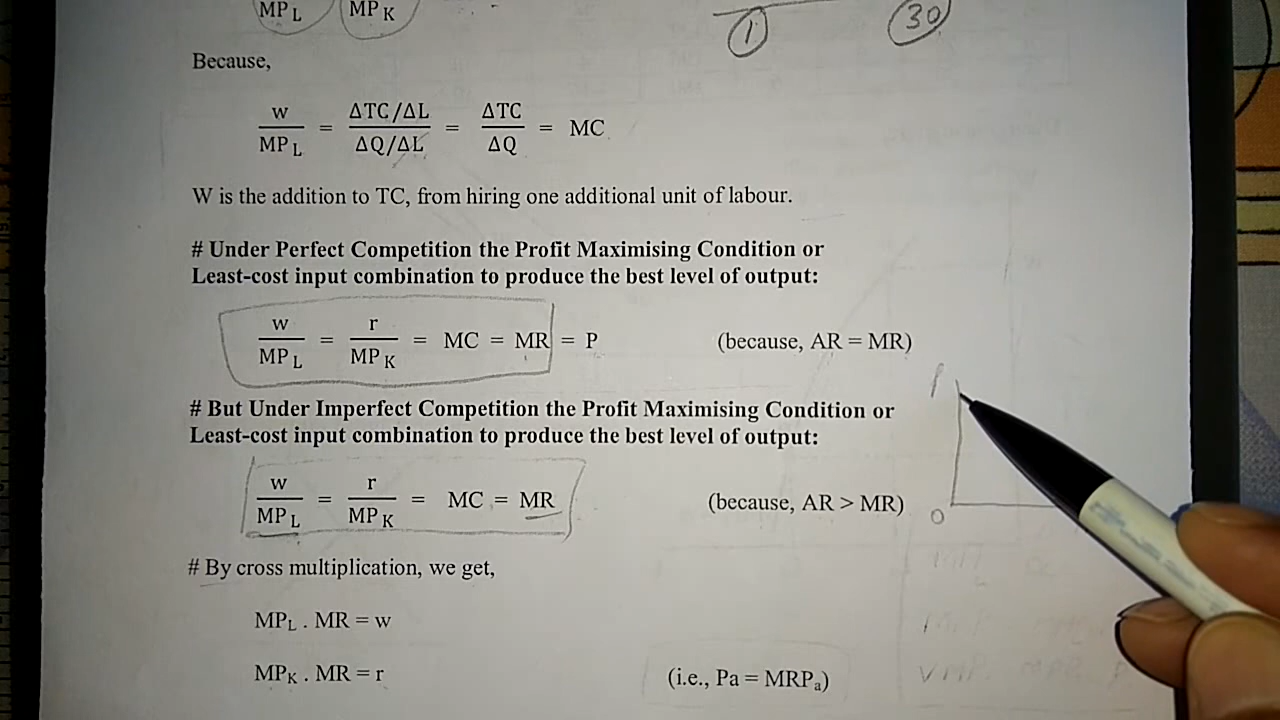 MP L MP K
1 30
Because,
w/MP L = ΔTC/ΔL / ΔQ/ΔL = ΔTC/ΔQ = MC
W is the addition to TC, from hiring one additional unit of labour.
# Under Perfect Competition the Profit Maximising Condition or
Least-cost input combination to produce the best level of output:
w/MP L = r/MP K = MC = MR = P (because, AR = MR)
# But Under Imperfect Competition the Profit Maximising Condition or
Least-cost input combination to produce the best level of output:
w/MP L = r/MP K = MC = MR (because, AR > MR)
O
# By cross multiplication, we get,
MPL . MR = w
MPK . MR = r (i.e., Pa = MRPa)